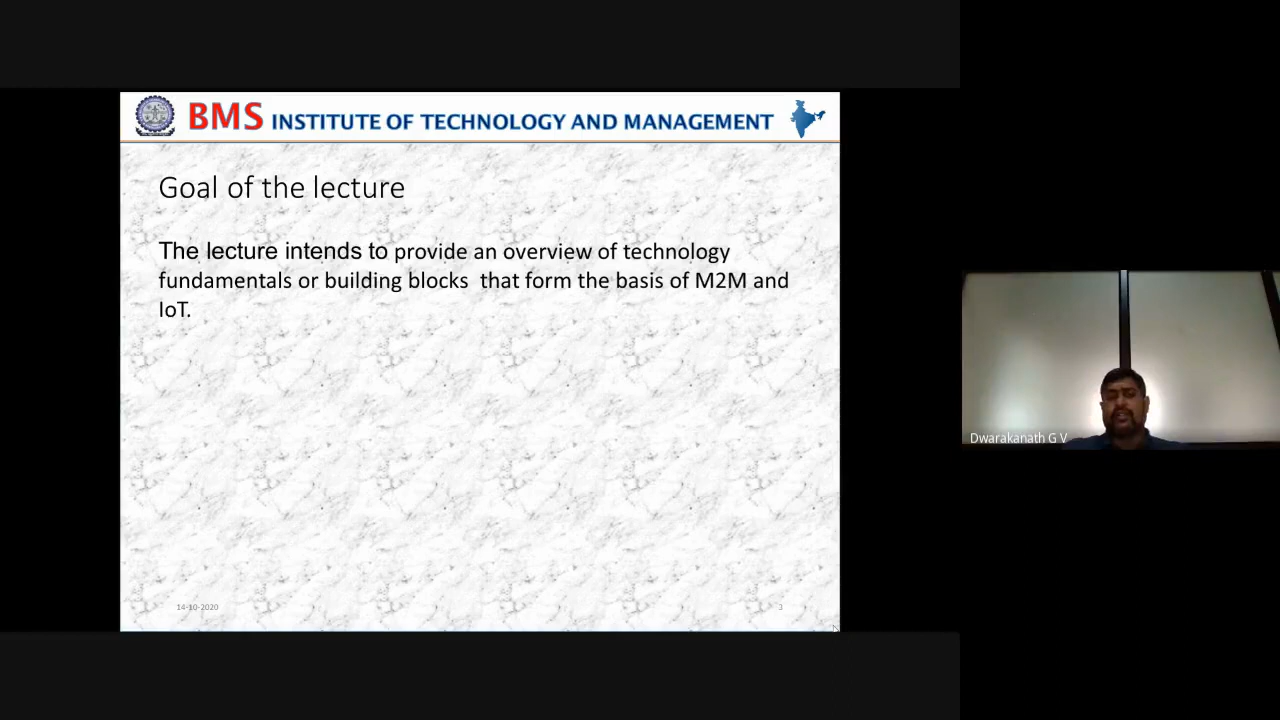 BMS INSTITUTE OF TECHNOLOGY AND MANAGEMENT
Goal of the lecture
The lecture intends to provide an overview of technology
fundamentals or building blocks that form the basis of M2M and
IoT.
14-10-2020
3
Dwarakanath G V